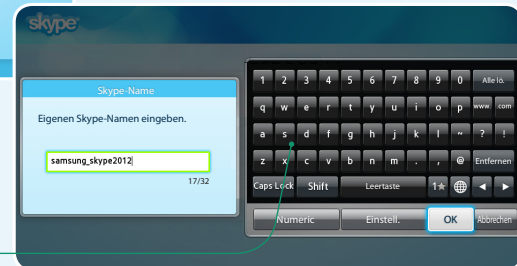 skype
Skype-Name
Eigenen Skype-Namen eingeben.
samsung_skype2012
17/32
1 2 3 4 5 6 7 8 9 0 Alle lö.
q w e r t y u i o p www. .com
a s d f g h j k l ~ ? !
z x c v b n m . , @ Entfernen
Caps Lock Shift Leertaste 1★ ◀ ▶
Numeric Einstell. OK Abbrechen